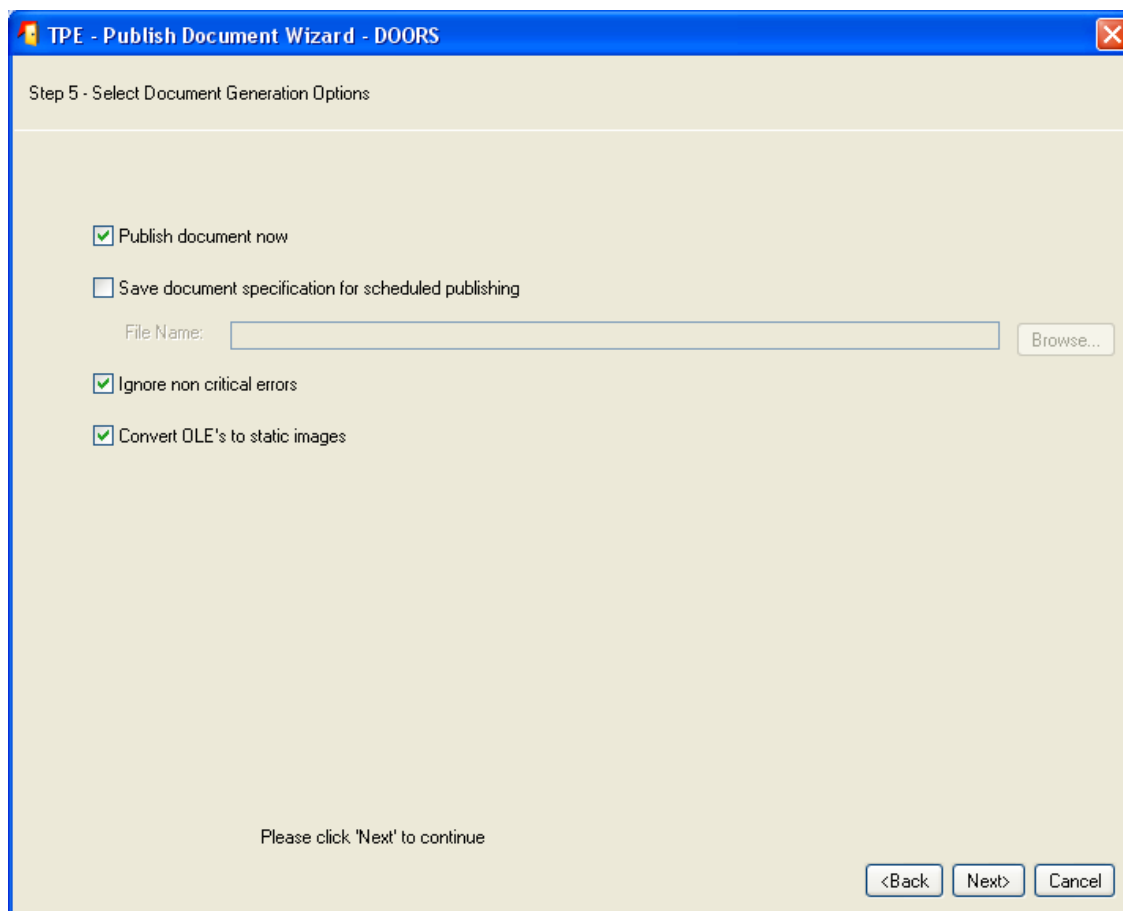 TPE - Publish Document Wizard - DOORS
Step 5 - Select Document Generation Options
Publish document now
Save document specification for scheduled publishing
File Name:
Browse...
Ignore non critical errors
Convert OLE's to static images
Please click 'Next' to continue
<Back Next> Cancel